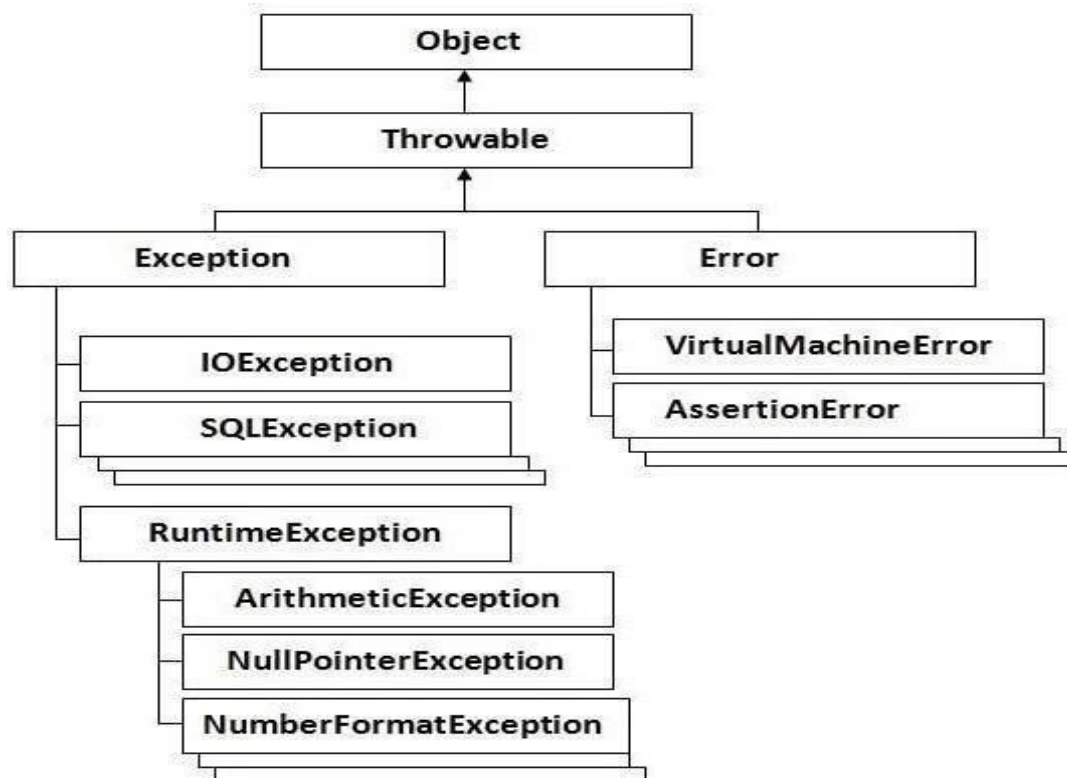 Object
Throwable
Exception
Error
IOException
SQLException
RuntimeException
ArithmeticException
NullPointerException
NumberFormatException
VirtualMachineError
AssertionError